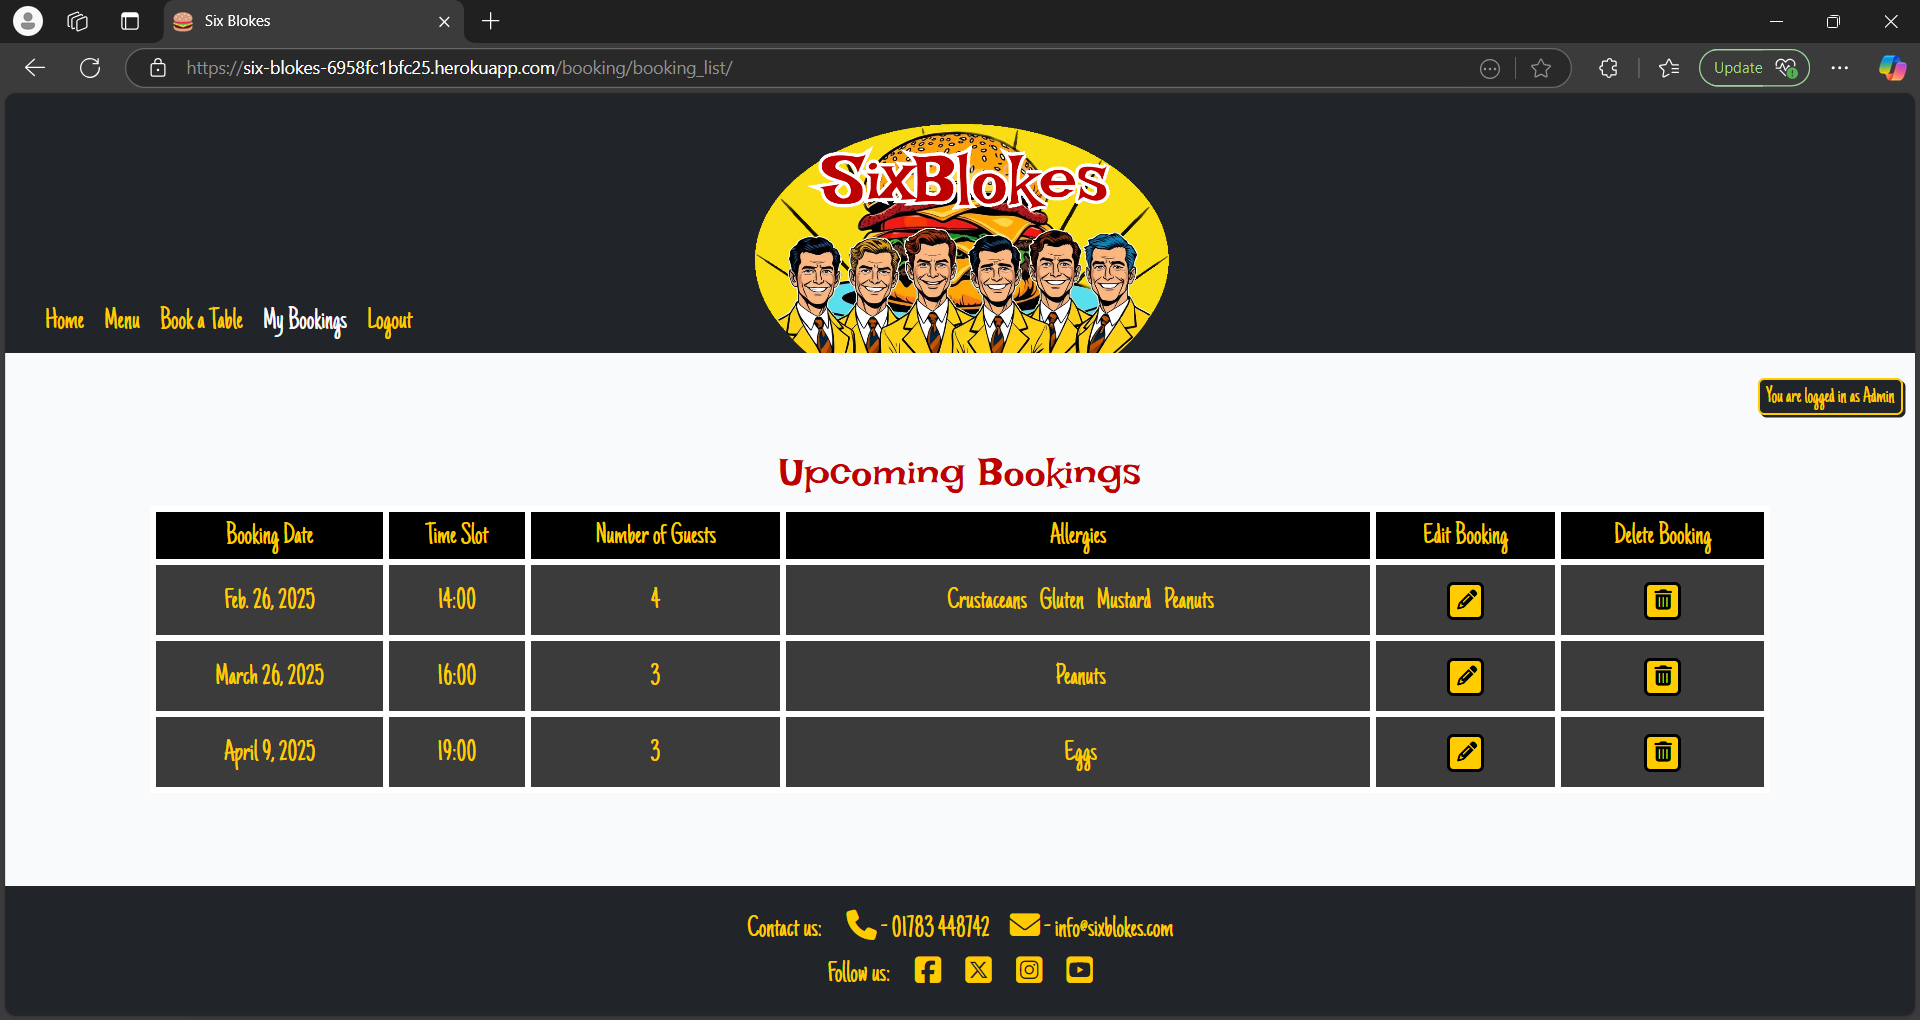 Six Blokes
https://six-blokes-6958fc1bfc25.herokuapp.com/booking/booking_list/
Update
SixBlokes
Home Menu Book a Table My Bookings Logout
You are logged in as Admin
Upcoming Bookings
Booking Date Time Slot Number of Guests Allergies Edit Booking Delete Booking
Feb. 26, 2025 14:00 4 Crustaceans Gluten Mustard Peanuts
March 26, 2025 16:00 3 Peanuts
April 9, 2025 19:00 3 Eggs
Contact us: - 01783 448742 - info@sixblokes.com
Follow us: